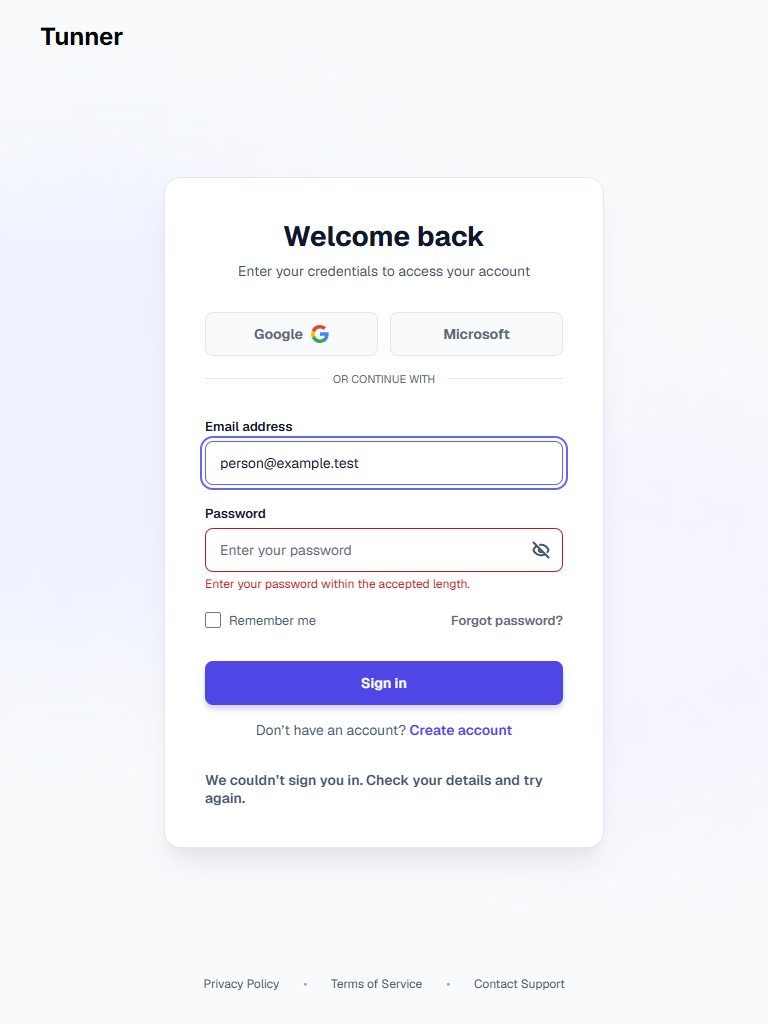 Tunner
Welcome back
Enter your credentials to access your account
Google
Microsoft
OR CONTINUE WITH
Email address
person@example.test
Password
Enter your password
Enter your password within the accepted length.
Remember me
Forgot password?
Sign in
Don’t have an account? Create account
We couldn’t sign you in. Check your details and try
again.
Privacy Policy • Terms of Service • Contact Support